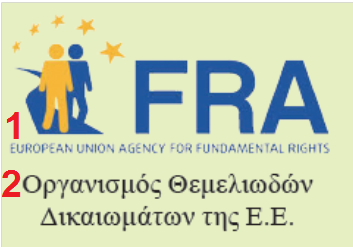 FRA
1
EUROPEAN UNION AGENCY FOR FUNDAMENTAL RIGHTS
2 Οργανισμός Θεμελιωδών
Δικαιωμάτων της Ε.Ε.